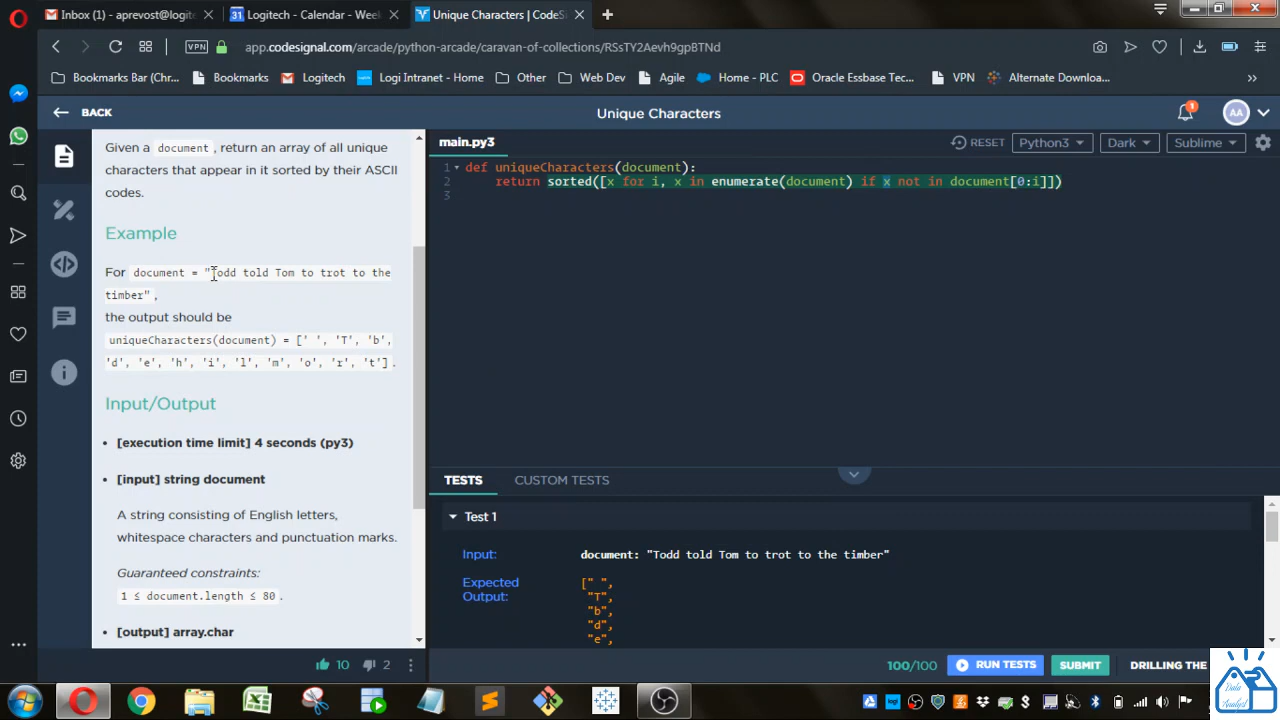 Inbox (1) - aprevost@logite
Logitech - Calendar - Week
Unique Characters | CodeSi
VPN
app.codesignal.com/arcade/python-arcade/caravan-of-collections/RSsTY2Aevh9gpBTNd
Bookmarks Bar (Chr...
Bookmarks
Logitech
Logi Intranet - Home
Other
Web Dev
Agile
Home - PLC
Oracle Essbase Tec...
VPN
Alternate Downloa...
BACK
Unique Characters
1
AA
Given a document, return an array of all unique
characters that appear in it sorted by their ASCII
codes.
Example
For document = "Todd told Tom to trot to the
timber",
the output should be
uniqueCharacters(document) = [' ', 'T', 'b',
'd', 'e', 'h', 'i', 'l', 'm', 'o', 'r', 't'].
Input/Output
• [execution time limit] 4 seconds (py3)
• [input] string document
A string consisting of English letters,
whitespace characters and punctuation marks.
Guaranteed constraints:
1 ≤ document.length ≤ 80.
• [output] array.char
10
2
main.py3
RESET
Python3
Dark
Sublime
1 def uniqueCharacters(document):
2 return sorted([x for i, x in enumerate(document) if x not in document[0:i]])
3
TESTS
CUSTOM TESTS
Test 1
Input: document: "Todd told Tom to trot to the timber"
Expected [" ",
Output: "T",
"b",
"d",
"e",
100/100
RUN TESTS
SUBMIT
DRILLING THE
Data
Analyst